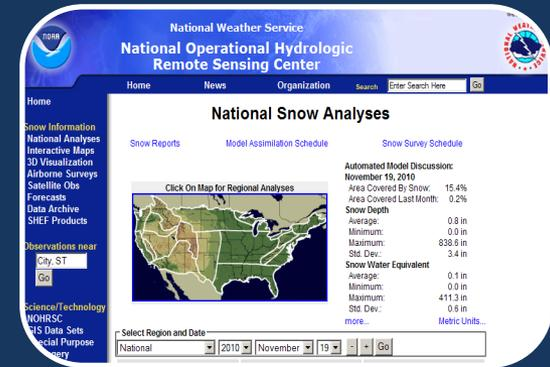 NOAA
National Weather Service
National Operational Hydrologic
Remote Sensing Center
Home News Organization Search Enter Search Here Go
Home
Snow Information
National Analyses
Interactive Maps
3D Visualization
Airborne Surveys
Satellite Obs
Forecasts
Data Archive
SHEF Products
Observations near
City, ST
Go
Science/Technology
NOHRSC
GIS Data Sets
Special Purpose
National Snow Analyses
Snow Reports Model Assimilation Schedule Snow Survey Schedule
Click On Map for Regional Analyses
Automated Model Discussion:
November 19, 2010
Area Covered By Snow: 15.4%
Area Covered Last Month: 0.2%
Snow Depth
Average: 0.8 in
Minimum: 0.0 in
Maximum: 838.6 in
Std. Dev.: 3.4 in
Snow Water Equivalent
Average: 0.1 in
Minimum: 0.0 in
Maximum: 411.3 in
Std. Dev.: 0.6 in
more... Metric Units...
Select Region and Date
National 2010 November 19 - + Go